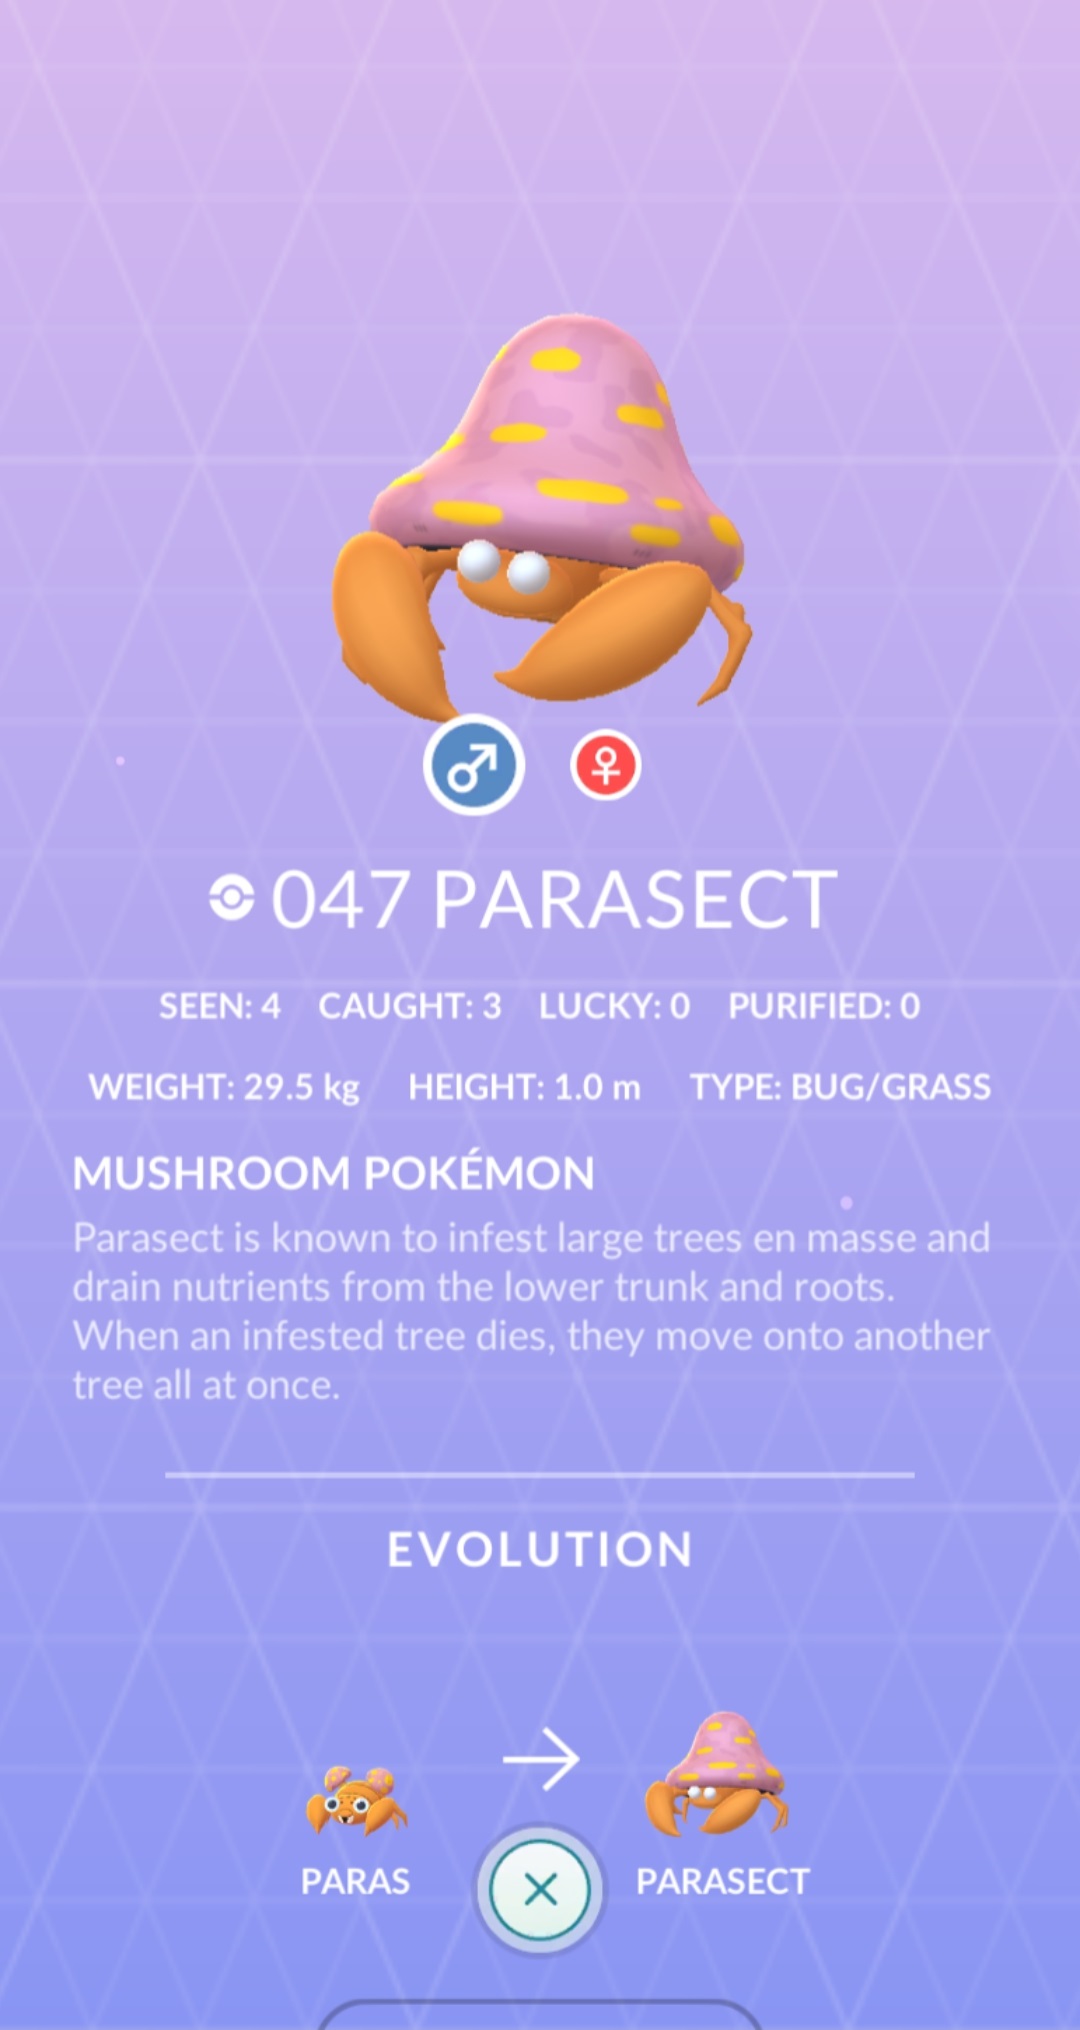 047 PARASECT
SEEN: 4 CAUGHT: 3 LUCKY: 0 PURIFIED: 0
WEIGHT: 29.5 kg HEIGHT: 1.0 m TYPE: BUG/GRASS
MUSHROOM POKÉMON
Parasect is known to infest large trees en masse and
drain nutrients from the lower trunk and roots.
When an infested tree dies, they move onto another
tree all at once.
EVOLUTION
PARAS
PARASECT